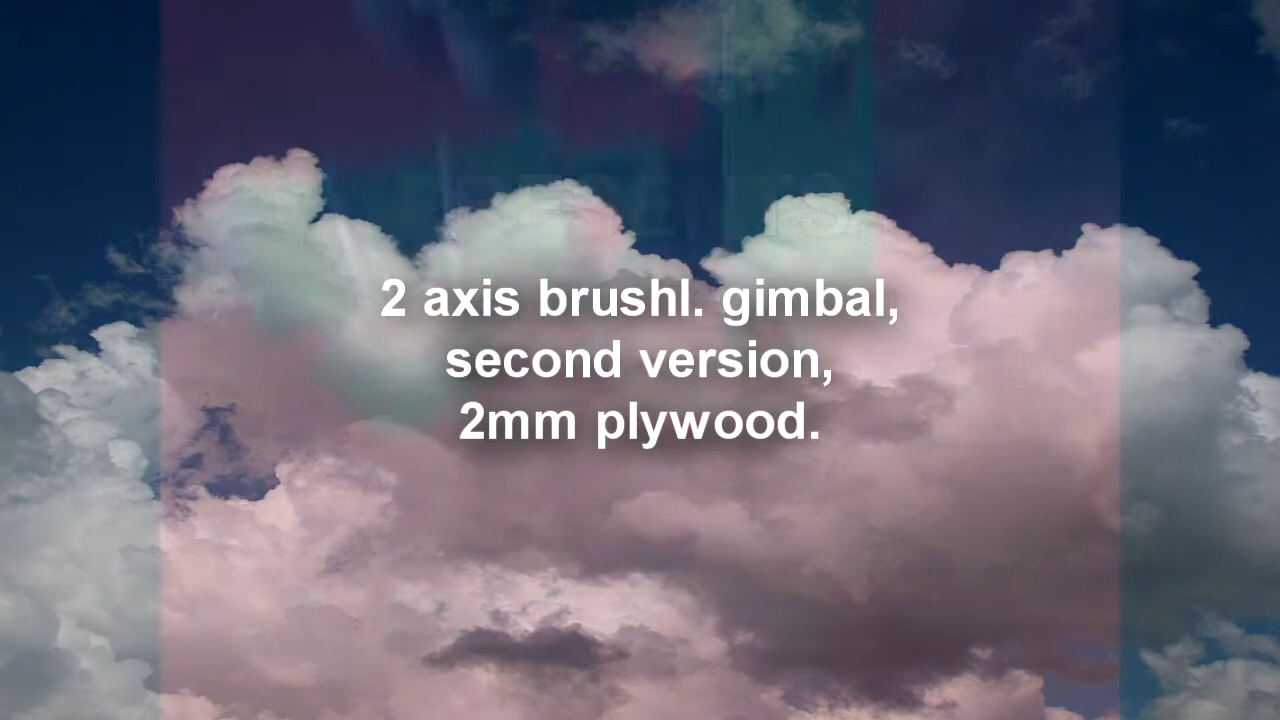 2 axis brushl. gimbal,
second version,
2mm plywood.